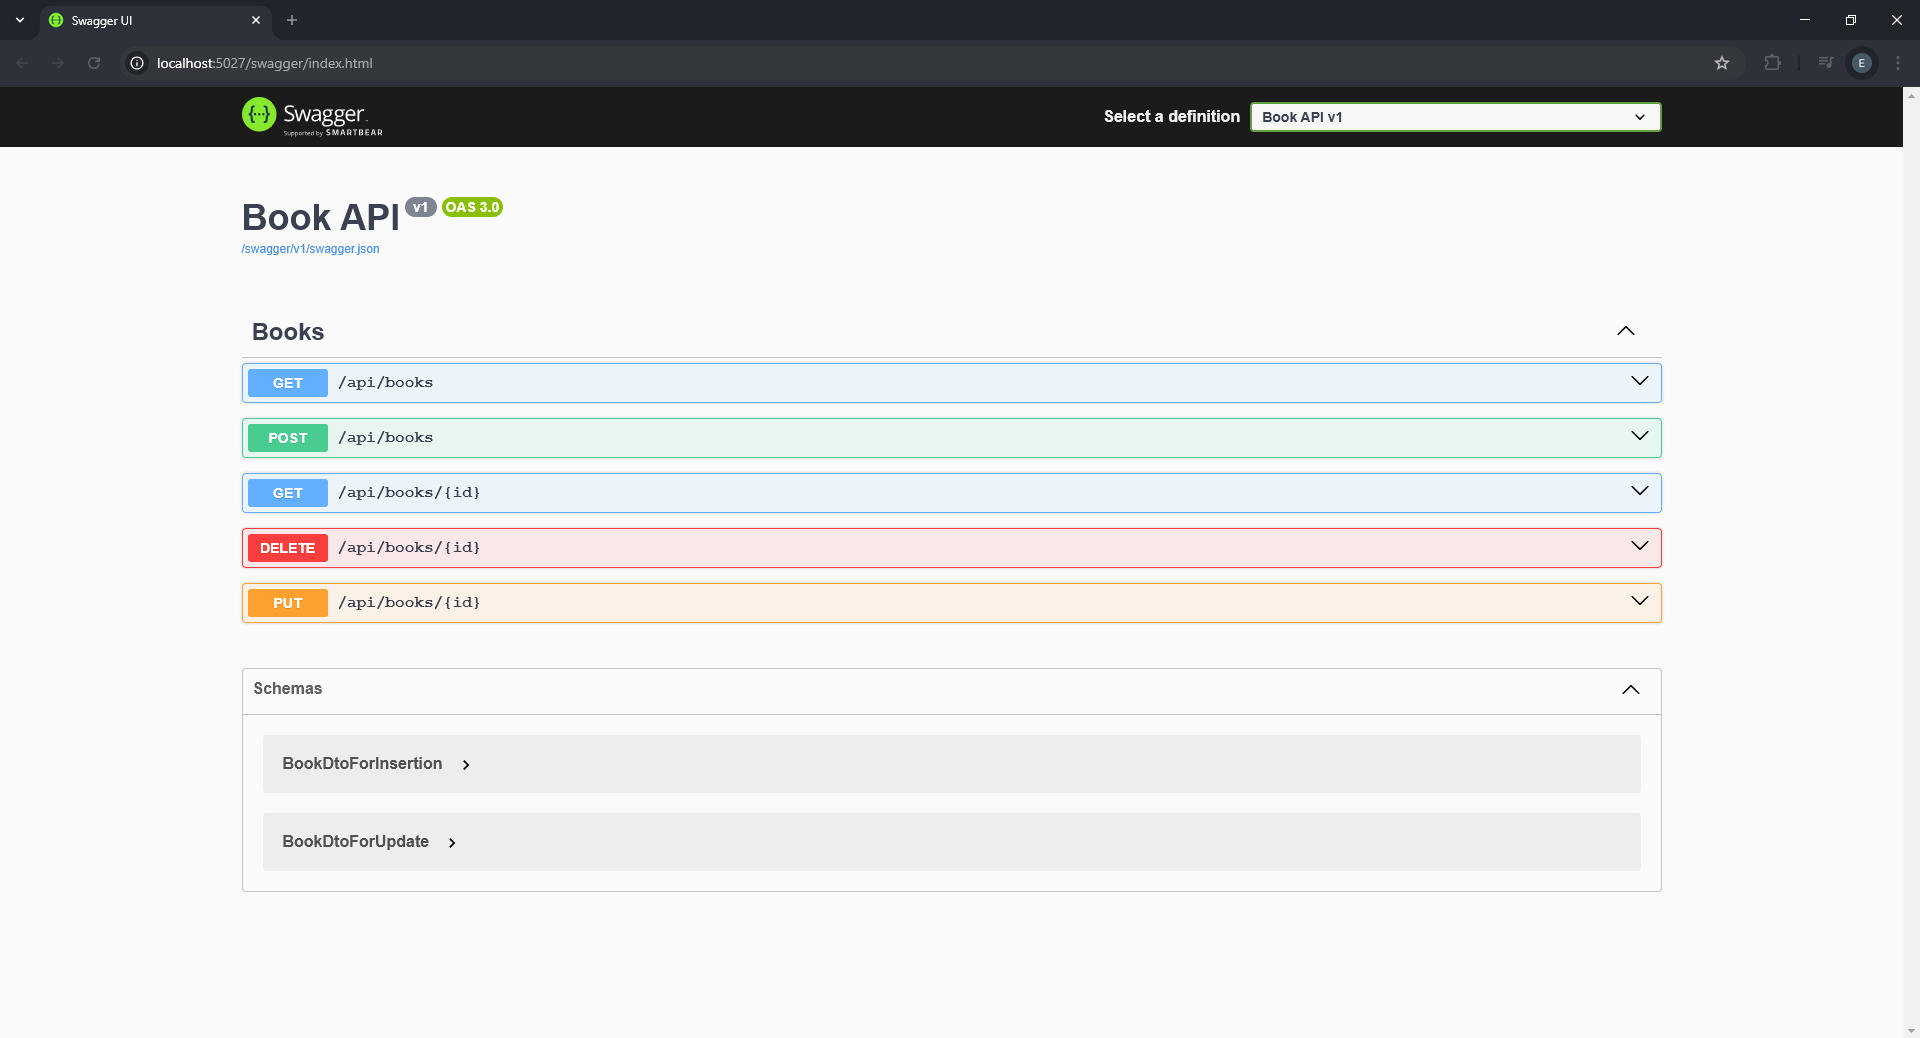 Swagger UI
localhost:5027/swagger/index.html
E
{···} Swagger.
Supported by SMARTBEAR
Select a definition
Book API v1
Book API v1 OAS 3.0
/swagger/v1/swagger.json
Books
GET /api/books
POST /api/books
GET /api/books/{id}
DELETE /api/books/{id}
PUT /api/books/{id}
Schemas
BookDtoForInsertion
BookDtoForUpdate